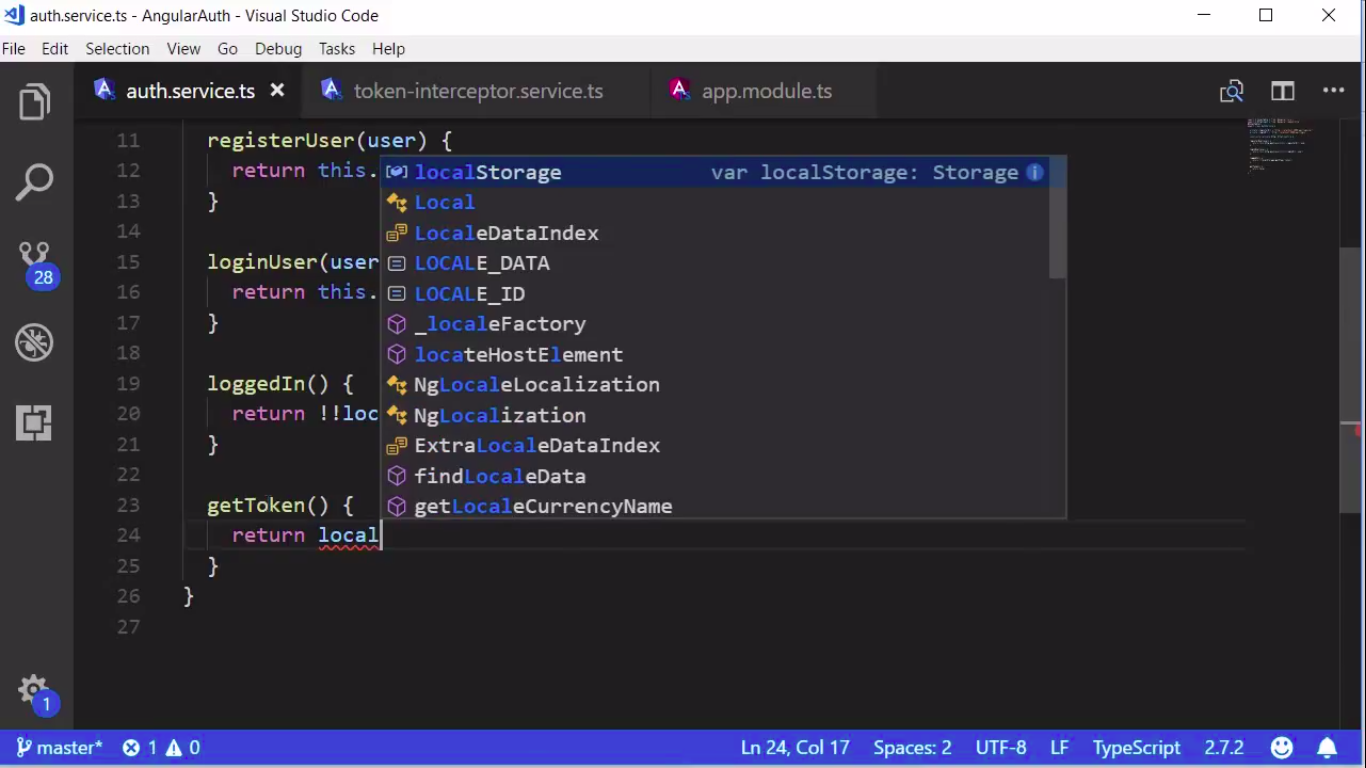 auth.service.ts - AngularAuth - Visual Studio Code
File Edit Selection View Go Debug Tasks Help
auth.service.ts token-interceptor.service.ts app.module.ts
11 registerUser(user) {
12 return this.
localStorage var localStorage: Storage
13 }
Local
14
LocaleDataIndex
15 loginUser(user
LOCALE_DATA
16 return this.
LOCALE_ID
17 }
_localeFactory
18
locateHostElement
19 loggedIn() {
NgLocaleLocalization
20 return !!loc
NgLocalization
21 }
ExtraLocaleDataIndex
22
findLocaleData
23 getToken() {
getLocaleCurrencyName
24 return local
25 }
26 }
27
28
1
master* 1 0 Ln 24, Col 17 Spaces: 2 UTF-8 LF TypeScript 2.7.2